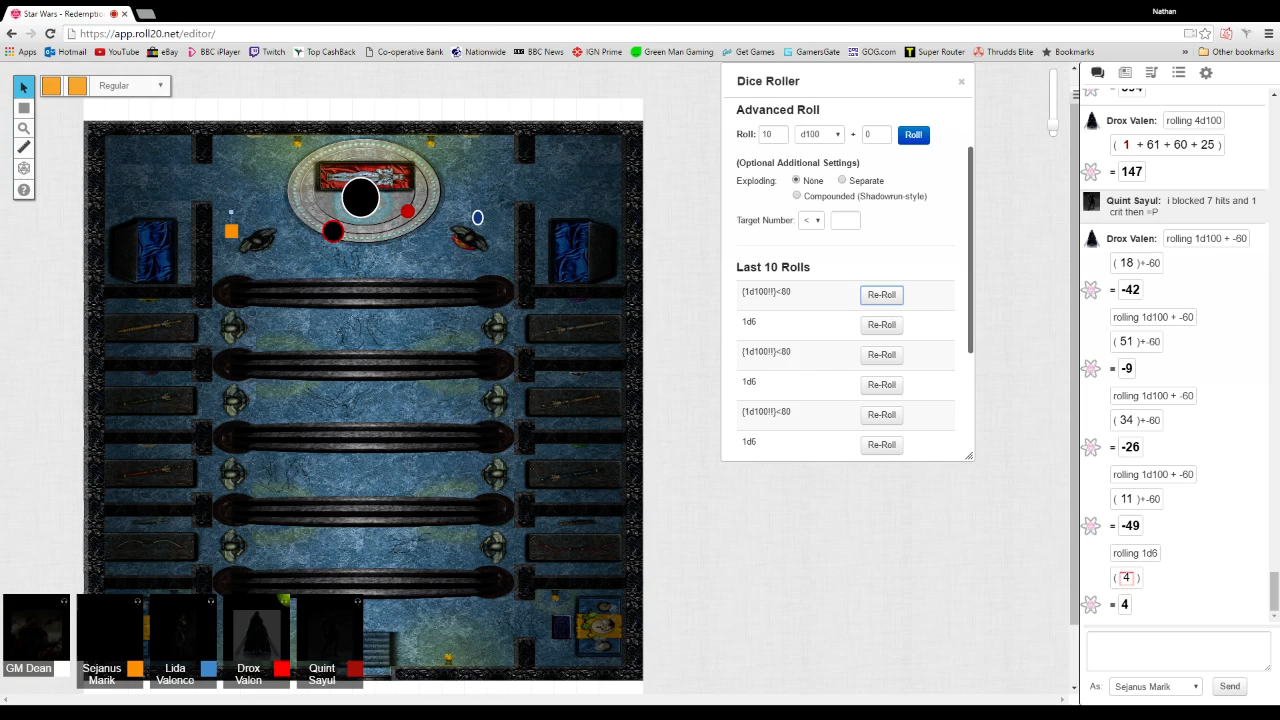 Star Wars - Redemption
Nathan
https://app.roll20.net/editor/
Apps Hotmail YouTube eBay BBC iPlayer Twitch Top CashBack Co-operative Bank Nationwide BBC News IGN Prime Green Man Gaming Get Games GamersGate GOG.com Super Router Thrudds Elite » Bookmarks Other bookmarks
Regular
Dice Roller ×
Advanced Roll
Roll: 10 d100 + 0 Roll!
(Optional Additional Settings)
Exploding: None Separate
Compounded (Shadowrun-style)
Target Number: <
Last 10 Rolls
{1d100!!}<80 Re-Roll
1d6 Re-Roll
{1d100!!}<80 Re-Roll
1d6 Re-Roll
{1d100!!}<80 Re-Roll
1d6 Re-Roll
Drox Valen: rolling 4d100
( 1 + 61 + 60 + 25 )
= 147
Quint Sayul: i blocked 7 hits and 1
crit then =P
Drox Valen: rolling 1d100 + -60
( 18 )+-60
= -42
rolling 1d100 + -60
( 51 )+-60
= -9
rolling 1d100 + -60
( 34 )+-60
= -26
rolling 1d100 + -60
( 11 )+-60
= -49
rolling 1d6
( 4 )
= 4
As: Sejanus Marik Send
GM Dean
Sejanus
Marik
Lida
Valence
Drox
Valen
Quint
Sayul